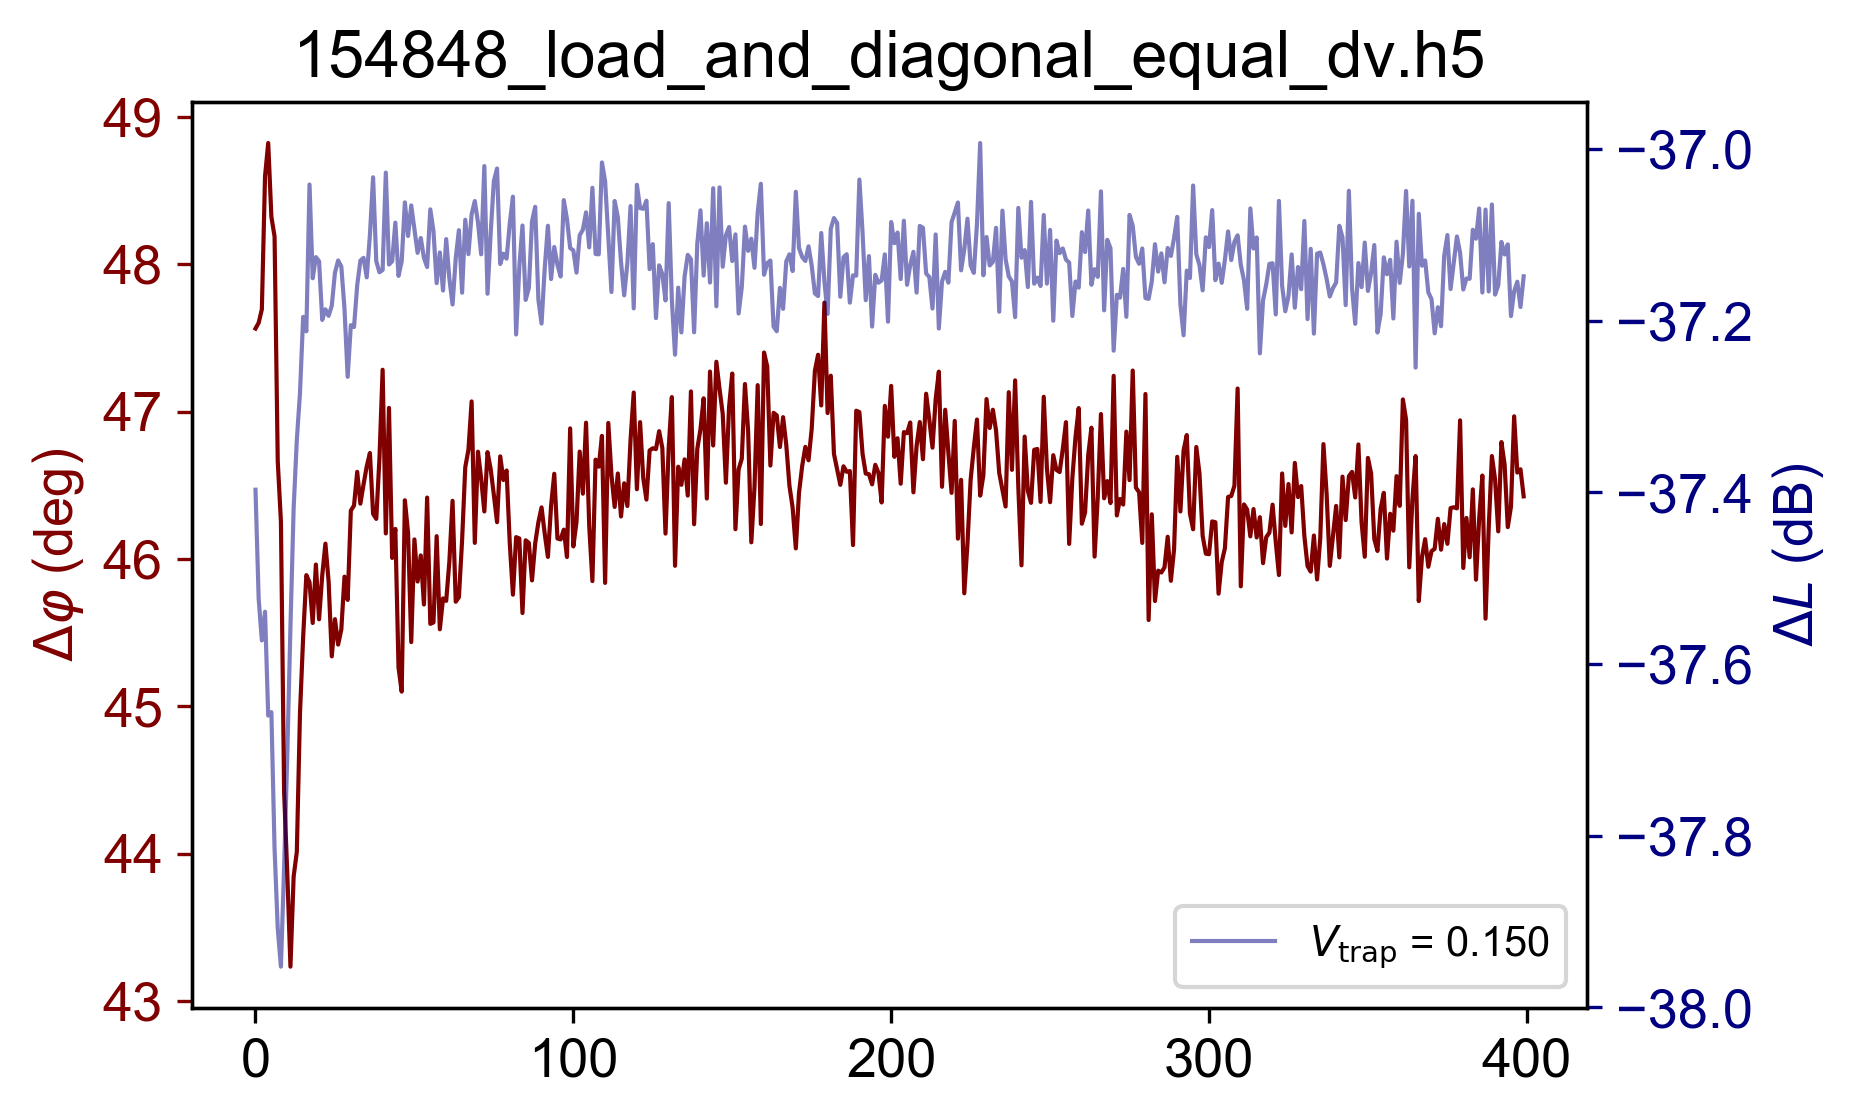 154848_load_and_diagonal_equal_dv.h5
49
48
47
46
45
44
43
Δφ (deg)
−37.0
−37.2
−37.4
−37.6
−37.8
−38.0
ΔL (dB)
V_trap = 0.150
0 100 200 300 400